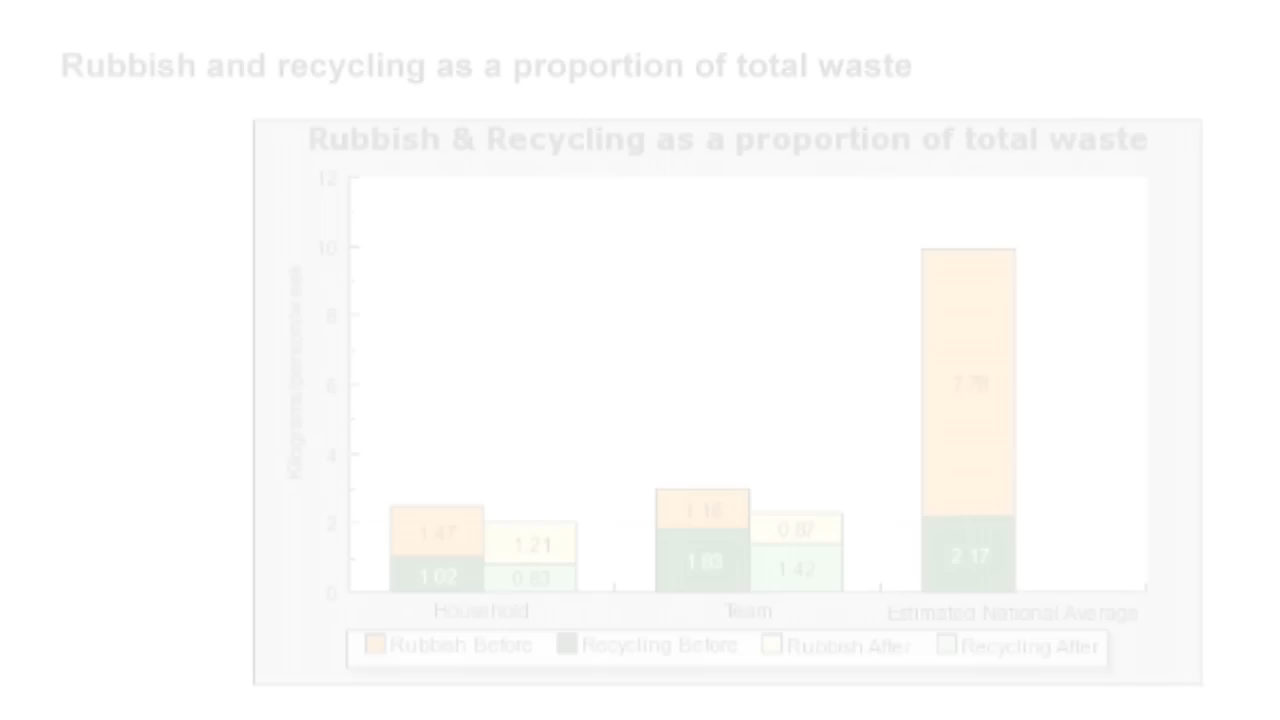 Rubbish and recycling as a proportion of total waste
Rubbish & Recycling as a proportion of total waste
12
10
8
6
4
2
0
7.78
1.47
1.21
1.16
0.87
1.02
0.83
1.83
1.42
2.17
Household
Team
Estimated National Average
Rubbish Before
Recycling Before
Rubbish After
Recycling After